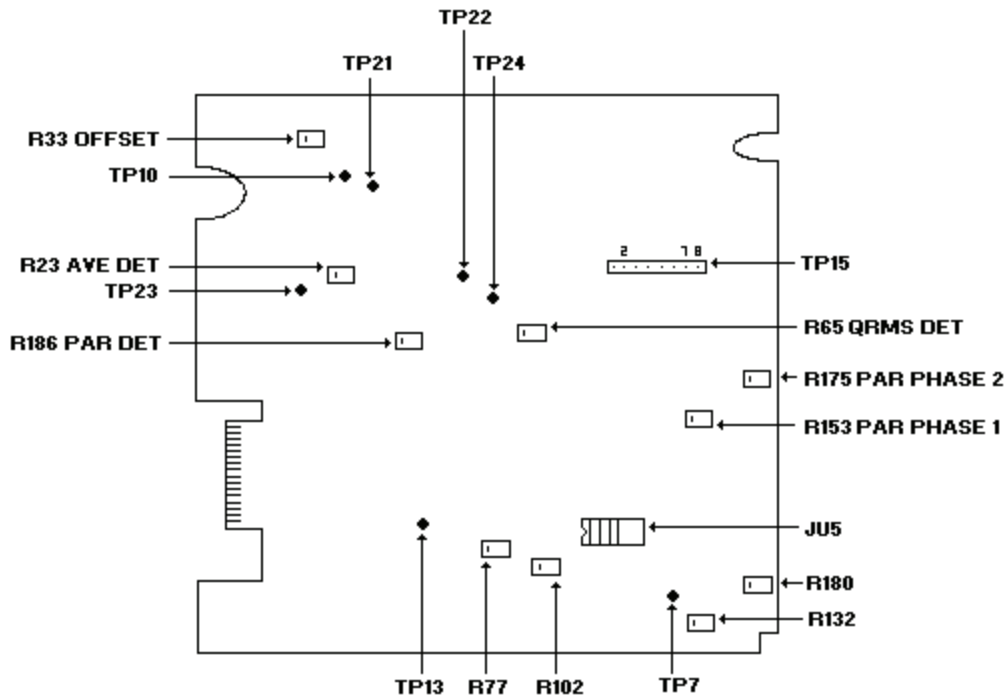 TP22
TP21
TP24
R33 OFFSET
TP10
R23 AVE DET
TP23
2 7 8
TP15
R186 PAR DET
R65 QRMS DET
R175 PAR PHASE 2
R153 PAR PHASE 1
JU5
R180
R132
TP13 R77 R102 TP7